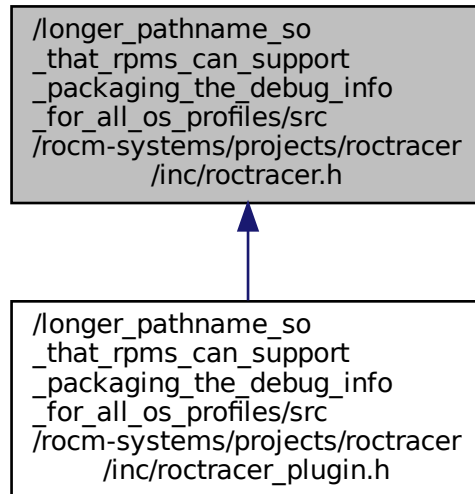 /longer_pathname_so
_that_rpms_can_support
_packaging_the_debug_info
_for_all_os_profiles/src
/rocm-systems/projects/roctracer
/inc/roctracer.h
/longer_pathname_so
_that_rpms_can_support
_packaging_the_debug_info
_for_all_os_profiles/src
/rocm-systems/projects/roctracer
/inc/roctracer_plugin.h